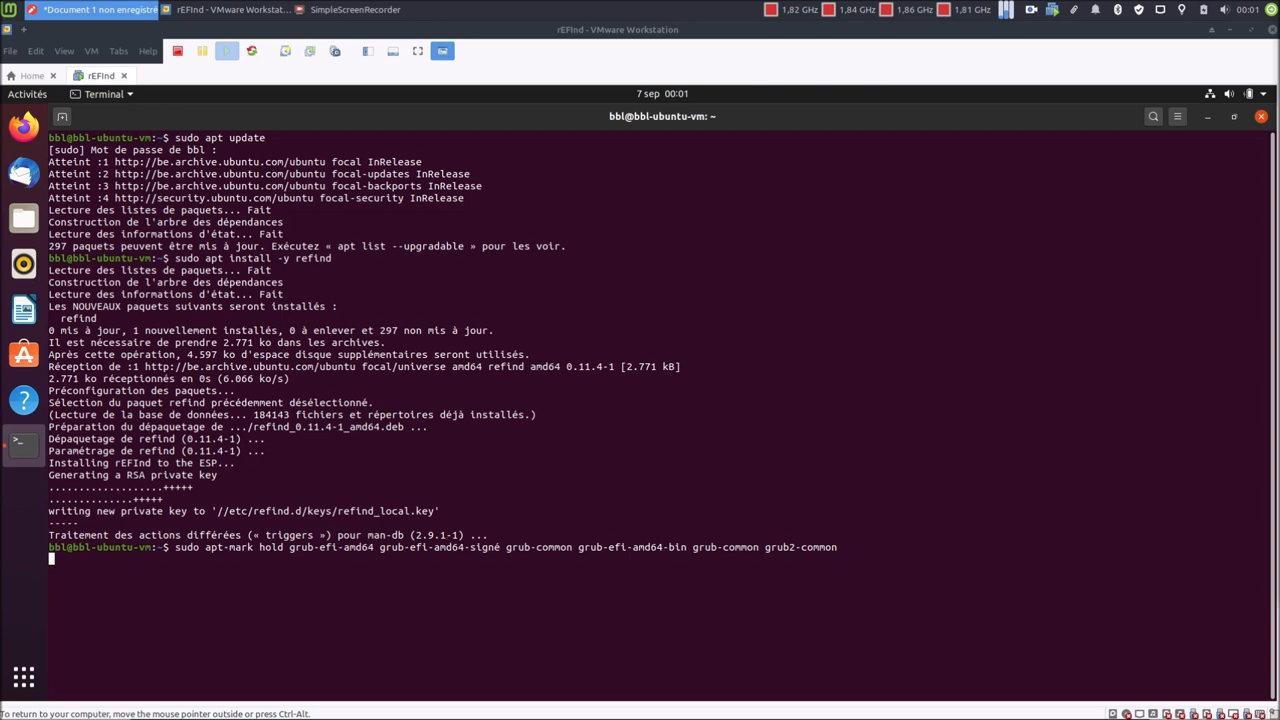 *Document 1 non enregistré
rEFInd - VMware Workstat...
SimpleScreenRecorder
1,82 GHz
1,84 GHz
1,86 GHz
1,81 GHz
00:01
rEFInd - VMware Workstation
File Edit View VM Tabs Help
Home
rEFInd
Activités
Terminal
7 sep 00:01
bbl@bbl-ubuntu-vm: ~
bbl@bbl-ubuntu-vm:~$ sudo apt update
[sudo] Mot de passe de bbl :
Atteint :1 http://be.archive.ubuntu.com/ubuntu focal InRelease
Atteint :2 http://be.archive.ubuntu.com/ubuntu focal-updates InRelease
Atteint :3 http://be.archive.ubuntu.com/ubuntu focal-backports InRelease
Atteint :4 http://security.ubuntu.com/ubuntu focal-security InRelease
Lecture des listes de paquets... Fait
Construction de l'arbre des dépendances
Lecture des informations d'état... Fait
297 paquets peuvent être mis à jour. Exécutez « apt list --upgradable » pour les voir.
bbl@bbl-ubuntu-vm:~$ sudo apt install -y refind
Lecture des listes de paquets... Fait
Construction de l'arbre des dépendances
Lecture des informations d'état... Fait
Les NOUVEAUX paquets suivants seront installés :
  refind
0 mis à jour, 1 nouvellement installés, 0 à enlever et 297 non mis à jour.
Il est nécessaire de prendre 2.771 ko dans les archives.
Après cette opération, 4.597 ko d'espace disque supplémentaires seront utilisés.
Réception de :1 http://be.archive.ubuntu.com/ubuntu focal/universe amd64 refind amd64 0.11.4-1 [2.771 kB]
2.771 ko réceptionnés en 0s (6.066 ko/s)
Préconfiguration des paquets...
Sélection du paquet refind précédemment désélectionné.
(Lecture de la base de données... 184143 fichiers et répertoires déjà installés.)
Préparation du dépaquetage de .../refind_0.11.4-1_amd64.deb ...
Dépaquetage de refind (0.11.4-1) ...
Paramétrage de refind (0.11.4-1) ...
Installing rEFInd to the ESP...
Generating a RSA private key
...................+++++
..............+++++
writing new private key to '//etc/refind.d/keys/refind_local.key'
-----
Traitement des actions différées (« triggers ») pour man-db (2.9.1-1) ...
bbl@bbl-ubuntu-vm:~$ sudo apt-mark hold grub-efi-amd64 grub-efi-amd64-signé grub-common grub-efi-amd64-bin grub-common grub2-common
To return to your computer, move the mouse pointer outside or press Ctrl-Alt.